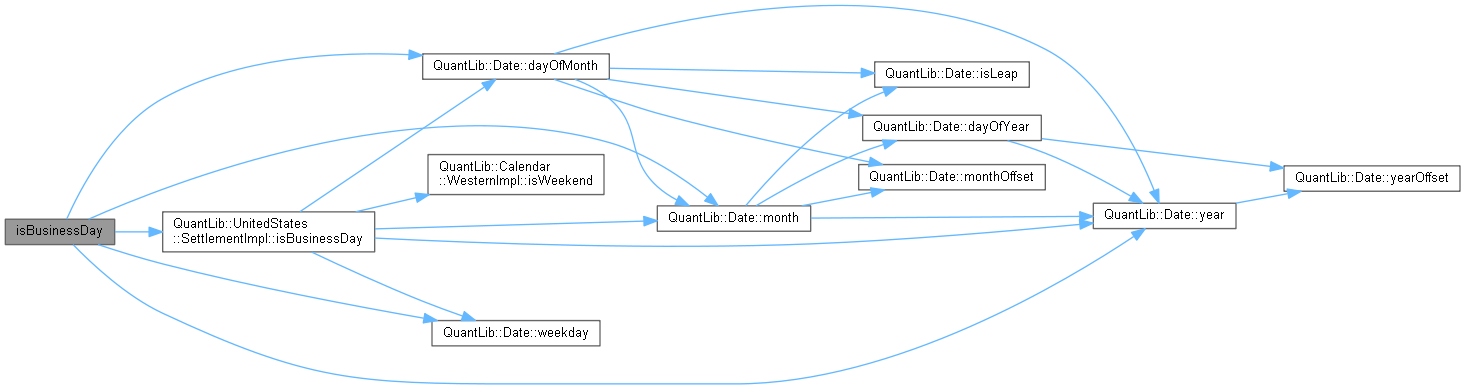 isBusinessDay
QuantLib::UnitedStates
::SettlementImpl::isBusinessDay
QuantLib::Date::dayOfMonth
QuantLib::Calendar
::WesternImpl::isWeekend
QuantLib::Date::weekday
QuantLib::Date::month
QuantLib::Date::isLeap
QuantLib::Date::dayOfYear
QuantLib::Date::monthOffset
QuantLib::Date::year
QuantLib::Date::yearOffset